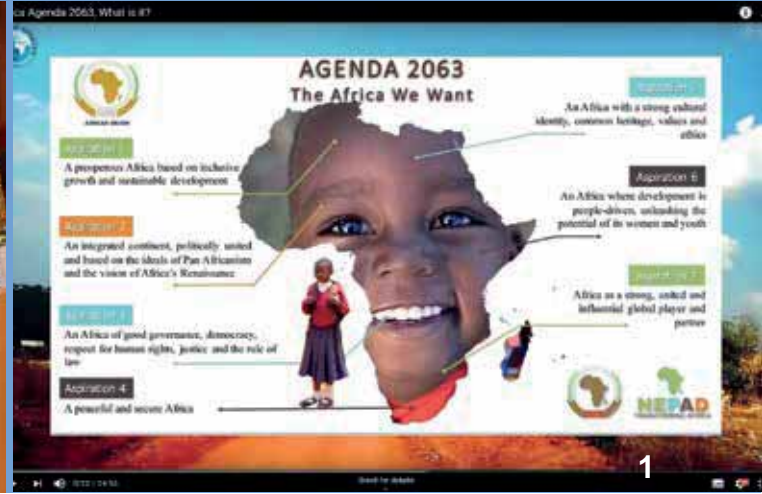 ca Agenda 2063, What is it?
AGENDA 2063
The Africa We Want
AFRICAN UNION
Aspiration 1
A prosperous Africa based on inclusive
growth and sustainable development
Aspiration 2
An integrated continent, politically united
and based on the ideals of Pan Africanism
and the vision of Africa's Renaissance
Aspiration 3
An Africa of good governance, democracy,
respect for human rights, justice and the rule of
law
Aspiration 4
A peaceful and secure Africa
Aspiration 5
An Africa with a strong cultural
identity, common heritage, values and
ethics
Aspiration 6
An Africa where development is
people-driven, unleashing the
potential of its women and youth
Aspiration 7
Africa as a strong, united and
influential global player and
partner
NEPAD
TRANSFORMING AFRICA
1
Scroll for details